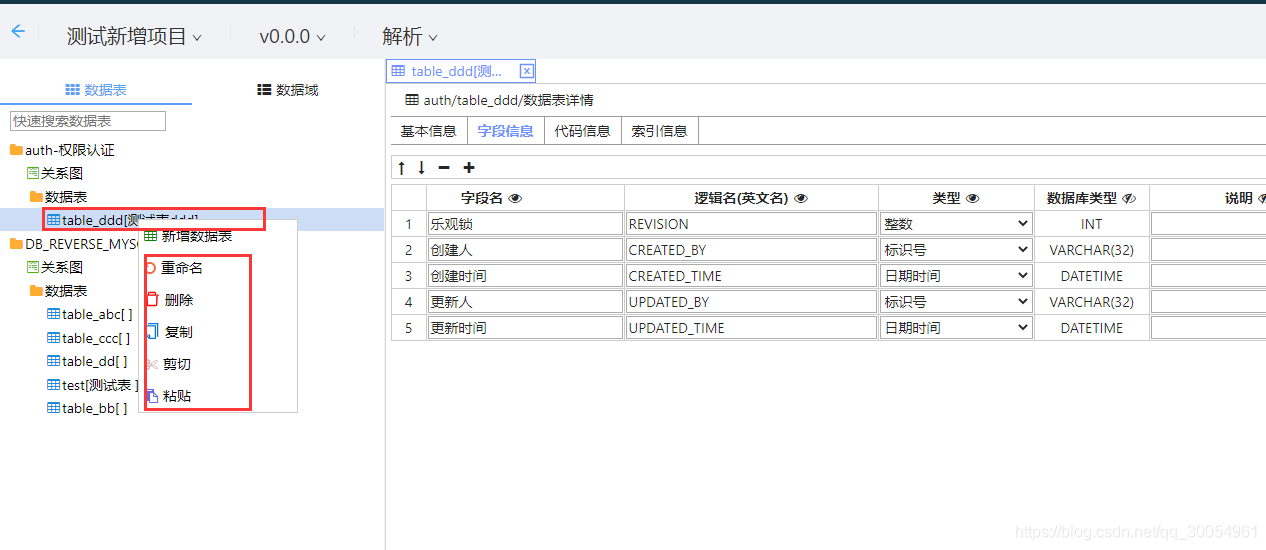 测试新增项目 v0.0.0 解析
数据表 数据域
快速搜索数据表
auth-权限认证
关系图
数据表
table_ddd[测试表ddd]
新增数据表
重命名
删除
复制
剪切
粘贴
DB_REVERSE_MYS
关系图
数据表
table_abc[ ]
table_ccc[ ]
table_dd[ ]
test[测试表 ]
table_bb[ ]
table_ddd[测...
auth/table_ddd/数据表详情
基本信息 字段信息 代码信息 索引信息
字段名 逻辑名(英文名) 类型 数据库类型 说明
1 乐观锁 REVISION 整数 INT
2 创建人 CREATED_BY 标识号 VARCHAR(32)
3 创建时间 CREATED_TIME 日期时间 DATETIME
4 更新人 UPDATED_BY 标识号 VARCHAR(32)
5 更新时间 UPDATED_TIME 日期时间 DATETIME
https://blog.csdn.net/qq_30054961